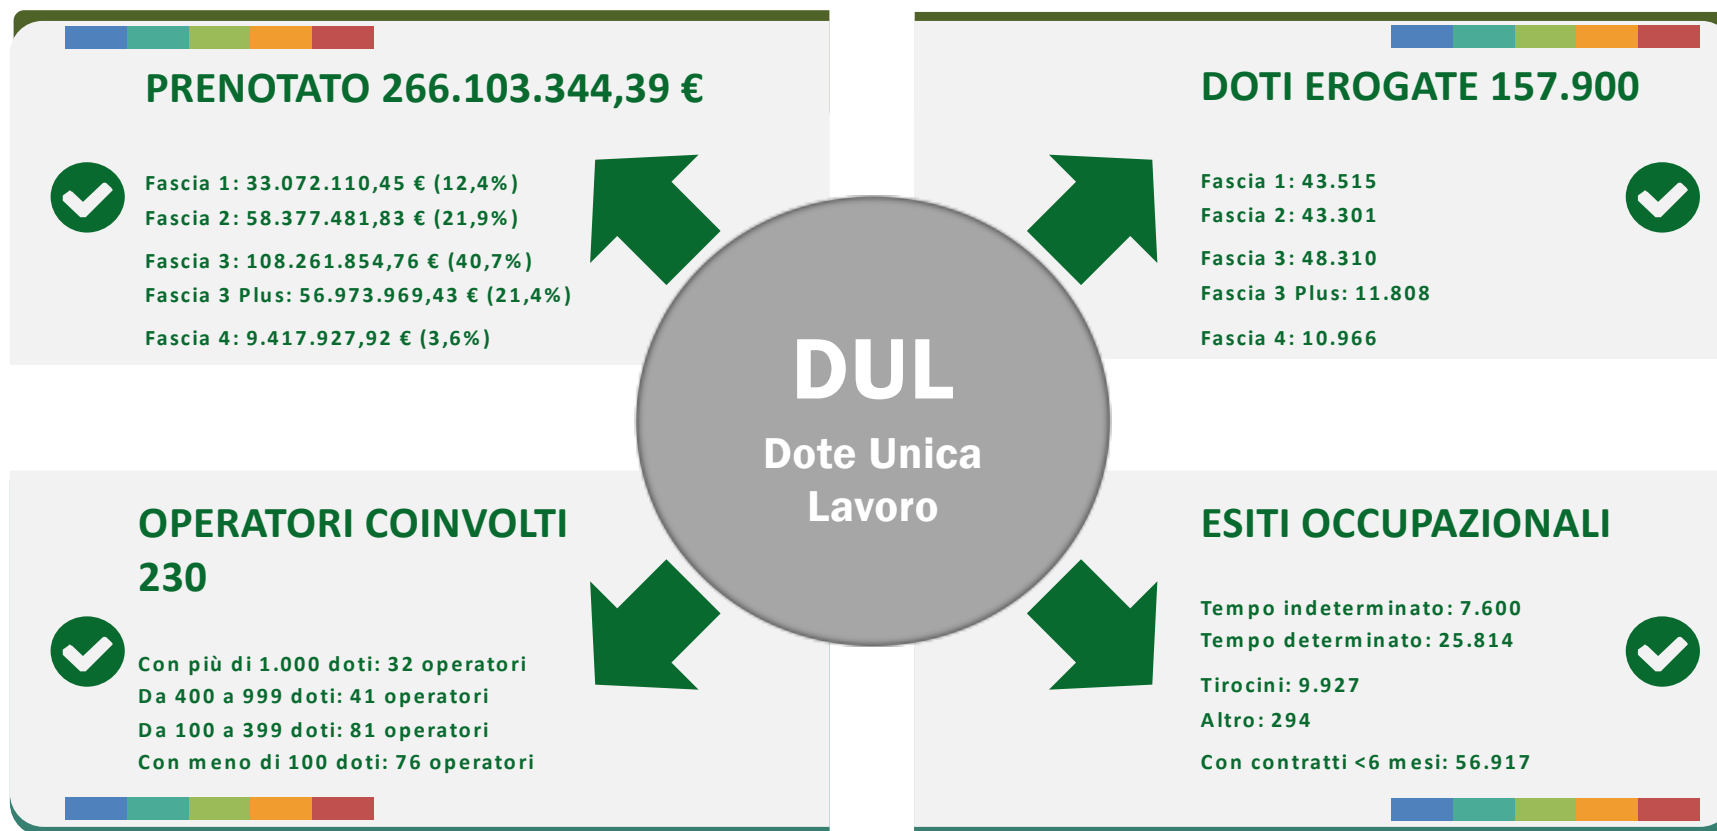 PRENOTATO 266.103.344,39 €
Fascia 1: 33.072.110,45 € (12,4%)
Fascia 2: 58.377.481,83 € (21,9%)
Fascia 3: 108.261.854,76 € (40,7%)
Fascia 3 Plus: 56.973.969,43 € (21,4%)
Fascia 4: 9.417.927,92 € (3,6%)
DOTI EROGATE 157.900
Fascia 1: 43.515
Fascia 2: 43.301
Fascia 3: 48.310
Fascia 3 Plus: 11.808
Fascia 4: 10.966
DUL
Dote Unica
Lavoro
OPERATORI COINVOLTI
230
Con più di 1.000 doti: 32 operatori
Da 400 a 999 doti: 41 operatori
Da 100 a 399 doti: 81 operatori
Con meno di 100 doti: 76 operatori
ESITI OCCUPAZIONALI
Tempo indeterminato: 7.600
Tempo determinato: 25.814
Tirocini: 9.927
Altro: 294
Con contratti <6 mesi: 56.917